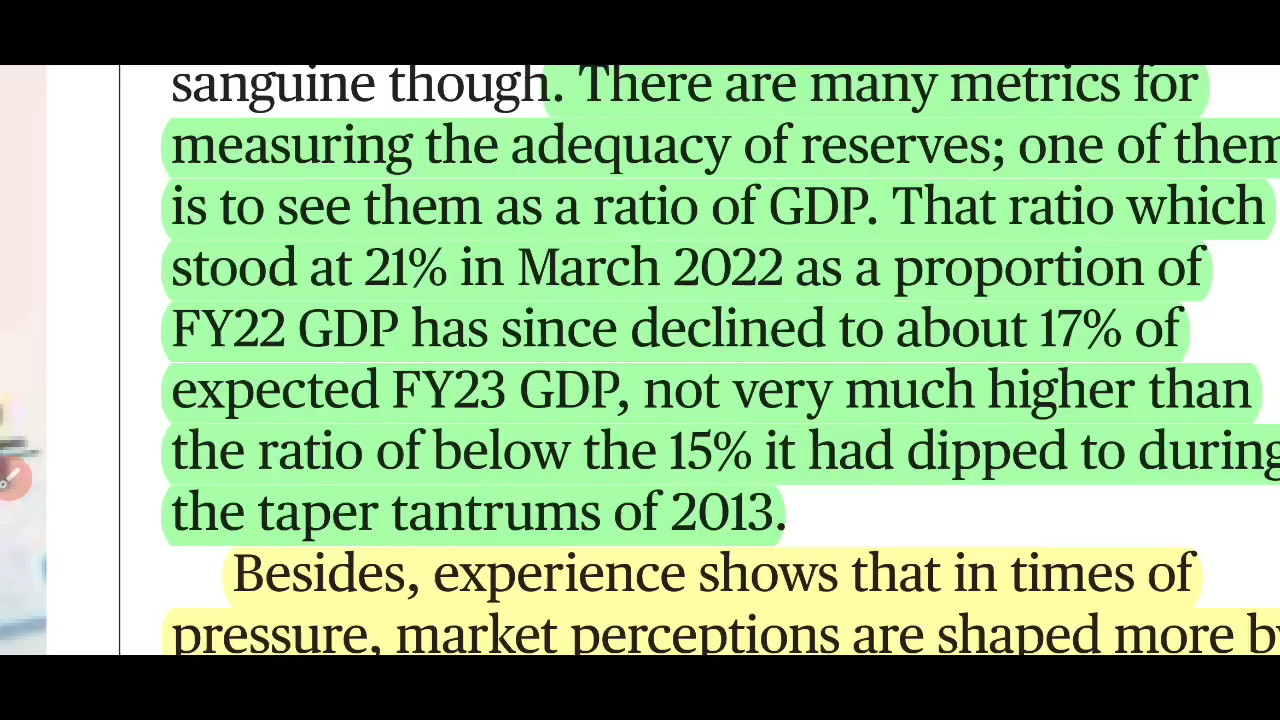 sanguine though. There are many metrics for
measuring the adequacy of reserves; one of them
is to see them as a ratio of GDP. That ratio which
stood at 21% in March 2022 as a proportion of
FY22 GDP has since declined to about 17% of
expected FY23 GDP, not very much higher than
the ratio of below the 15% it had dipped to during
the taper tantrums of 2013.
Besides, experience shows that in times of
pressure, market perceptions are shaped more by